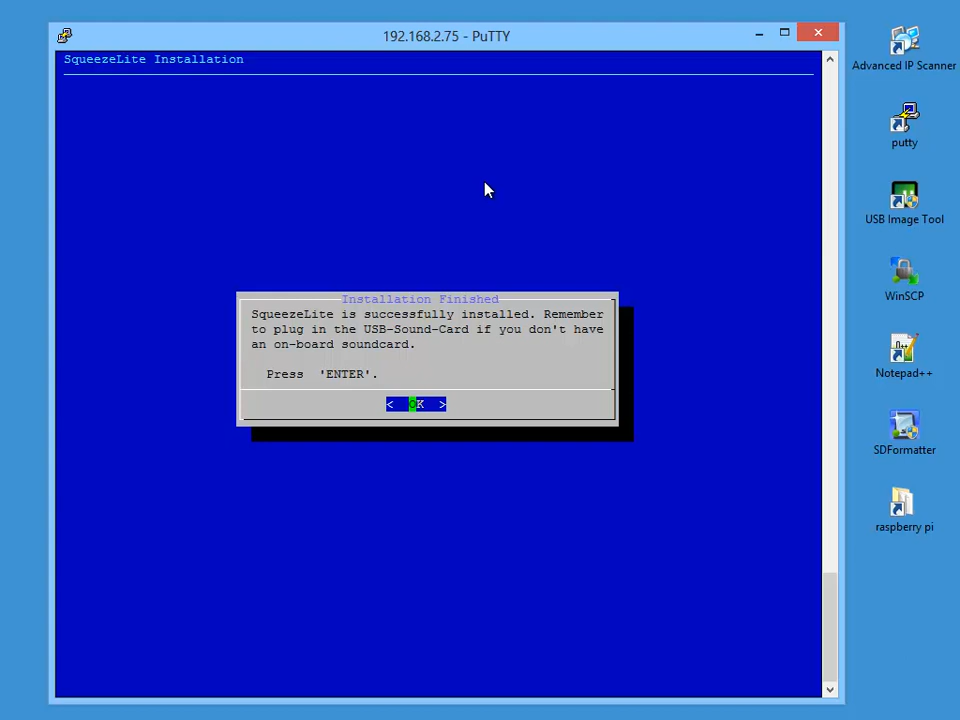 192.168.2.75 - PuTTY
SqueezeLite Installation
Installation Finished
SqueezeLite is successfully installed. Remember
to plug in the USB-Sound-Card if you don't have
an on-board soundcard.
Press 'ENTER'.
< OK >
Advanced IP Scanner
putty
USB Image Tool
WinSCP
Notepad++
SDFormatter
raspberry pi